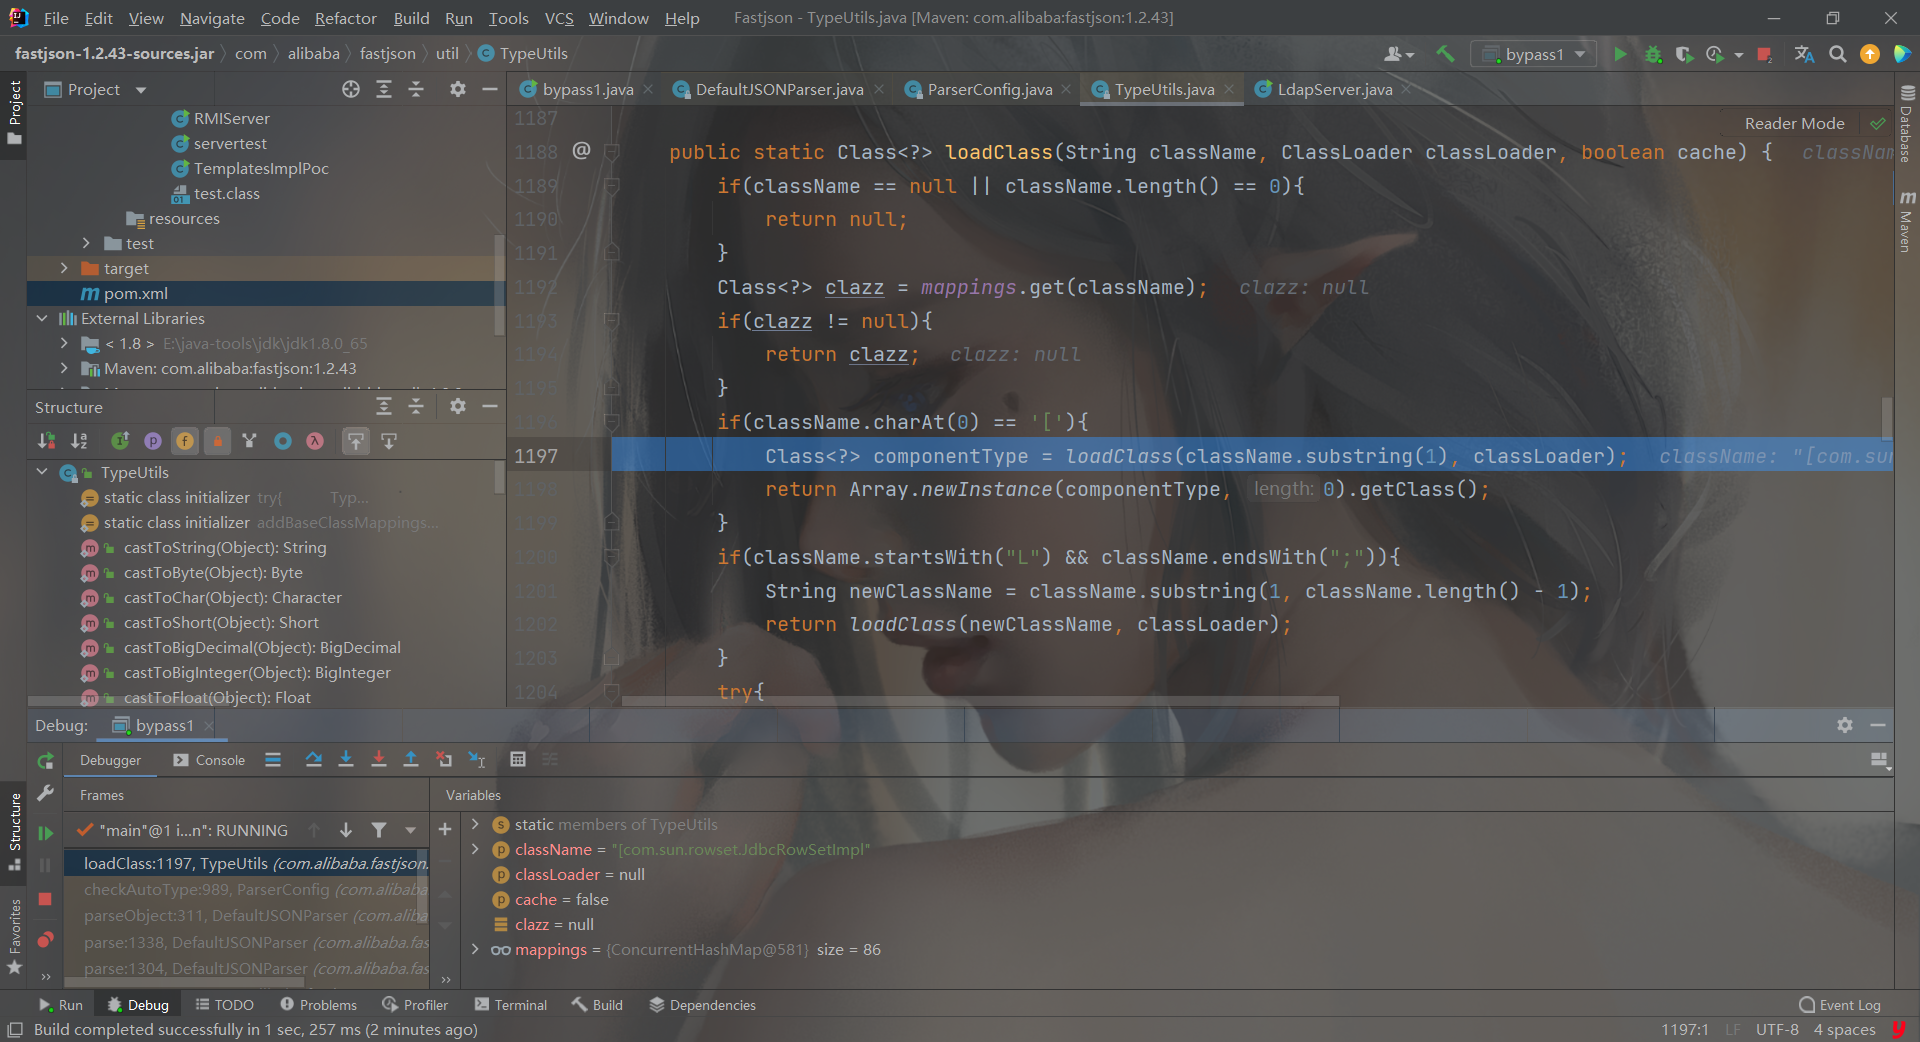 File Edit View Navigate Code Refactor Build Run Tools VCS Window Help Fastjson - TypeUtils.java [Maven: com.alibaba:fastjson:1.2.43]
fastjson-1.2.43-sources.jar com alibaba fastjson util TypeUtils bypass1
Project
bypass1.java DefaultJSONParser.java ParserConfig.java TypeUtils.java LdapServer.java
RMIServer
servertest
TemplatesImplPoc
test.class
resources
test
target
pom.xml
External Libraries
< 1.8 > E:\java-tools\jdk\jdk1.8.0_65
Maven: com.alibaba:fastjson:1.2.43
Structure
TypeUtils
static class initializer try{ Typ...
static class initializer addBaseClassMappings...
castToString(Object): String
castToByte(Object): Byte
castToChar(Object): Character
castToShort(Object): Short
castToBigDecimal(Object): BigDecimal
castToBigInteger(Object): BigInteger
castToFloat(Object): Float
Reader Mode
1187
1188 @ public static Class<?> loadClass(String className, ClassLoader classLoader, boolean cache) { classNam
1189 if(className == null || className.length() == 0){
1190 return null;
1191 }
1192 Class<?> clazz = mappings.get(className); clazz: null
1193 if(clazz != null){
1194 return clazz; clazz: null
1195 }
1196 if(className.charAt(0) == '['){
1197 Class<?> componentType = loadClass(className.substring(1), classLoader); className: "[com.sun
1198 return Array.newInstance(componentType, length: 0).getClass();
1199 }
1200 if(className.startsWith("L") && className.endsWith(";")){
1201 String newClassName = className.substring(1, className.length() - 1);
1202 return loadClass(newClassName, classLoader);
1203 }
1204 try{
Project
Structure
Favorites
Database
Maven
Debug: bypass1
Debugger Console
Frames
Variables
"main"@1 i...n": RUNNING
loadClass:1197, TypeUtils (com.alibaba.fastjson.
checkAutoType:989, ParserConfig (com.alibaba
parseObject:311, DefaultJSONParser (com.aliba
parse:1338, DefaultJSONParser (com.alibaba.fas
parse:1304, DefaultJSONParser (com.alibaba.fas
static members of TypeUtils
className = "[com.sun.rowset.JdbcRowSetImpl"
classLoader = null
cache = false
clazz = null
mappings = {ConcurrentHashMap@581} size = 86
Run Debug TODO Problems Profiler Terminal Build Dependencies Event Log
Build completed successfully in 1 sec, 257 ms (2 minutes ago) 1197:1 LF UTF-8 4 spaces